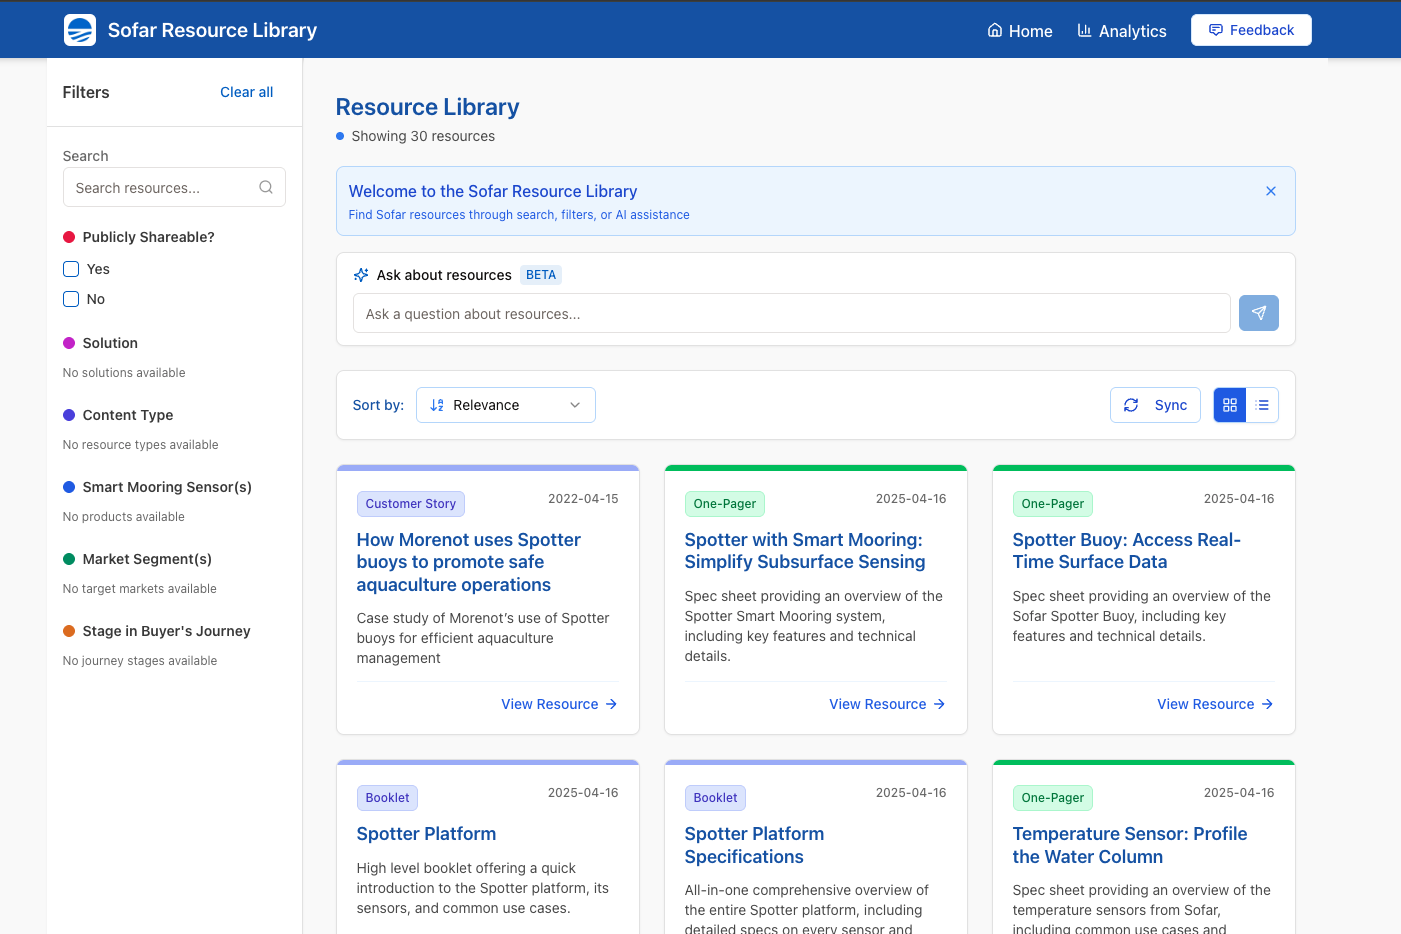 Sofar Resource Library
Home
Analytics
Feedback
Filters
Clear all
Search
Search resources...
Publicly Shareable?
Yes
No
Solution
No solutions available
Content Type
No resource types available
Smart Mooring Sensor(s)
No products available
Market Segment(s)
No target markets available
Stage in Buyer's Journey
No journey stages available
Resource Library
Showing 30 resources
Welcome to the Sofar Resource Library
Find Sofar resources through search, filters, or AI assistance
Ask about resources BETA
Ask a question about resources...
Sort by:
Relevance
Sync
Customer Story
2022-04-15
How Morenot uses Spotter
buoys to promote safe
aquaculture operations
Case study of Morenot’s use of Spotter
buoys for efficient aquaculture
management
View Resource
One-Pager
2025-04-16
Spotter with Smart Mooring:
Simplify Subsurface Sensing
Spec sheet providing an overview of the
Spotter Smart Mooring system,
including key features and technical
details.
View Resource
One-Pager
2025-04-16
Spotter Buoy: Access Real-
Time Surface Data
Spec sheet providing an overview of the
Sofar Spotter Buoy, including key
features and technical details.
View Resource
Booklet
2025-04-16
Spotter Platform
High level booklet offering a quick
introduction to the Spotter platform, its
sensors, and common use cases.
Booklet
2025-04-16
Spotter Platform
Specifications
All-in-one comprehensive overview of
the entire Spotter platform, including
detailed specs on every sensor and
One-Pager
2025-04-16
Temperature Sensor: Profile
the Water Column
Spec sheet providing an overview of the
temperature sensors from Sofar,
including common use cases and